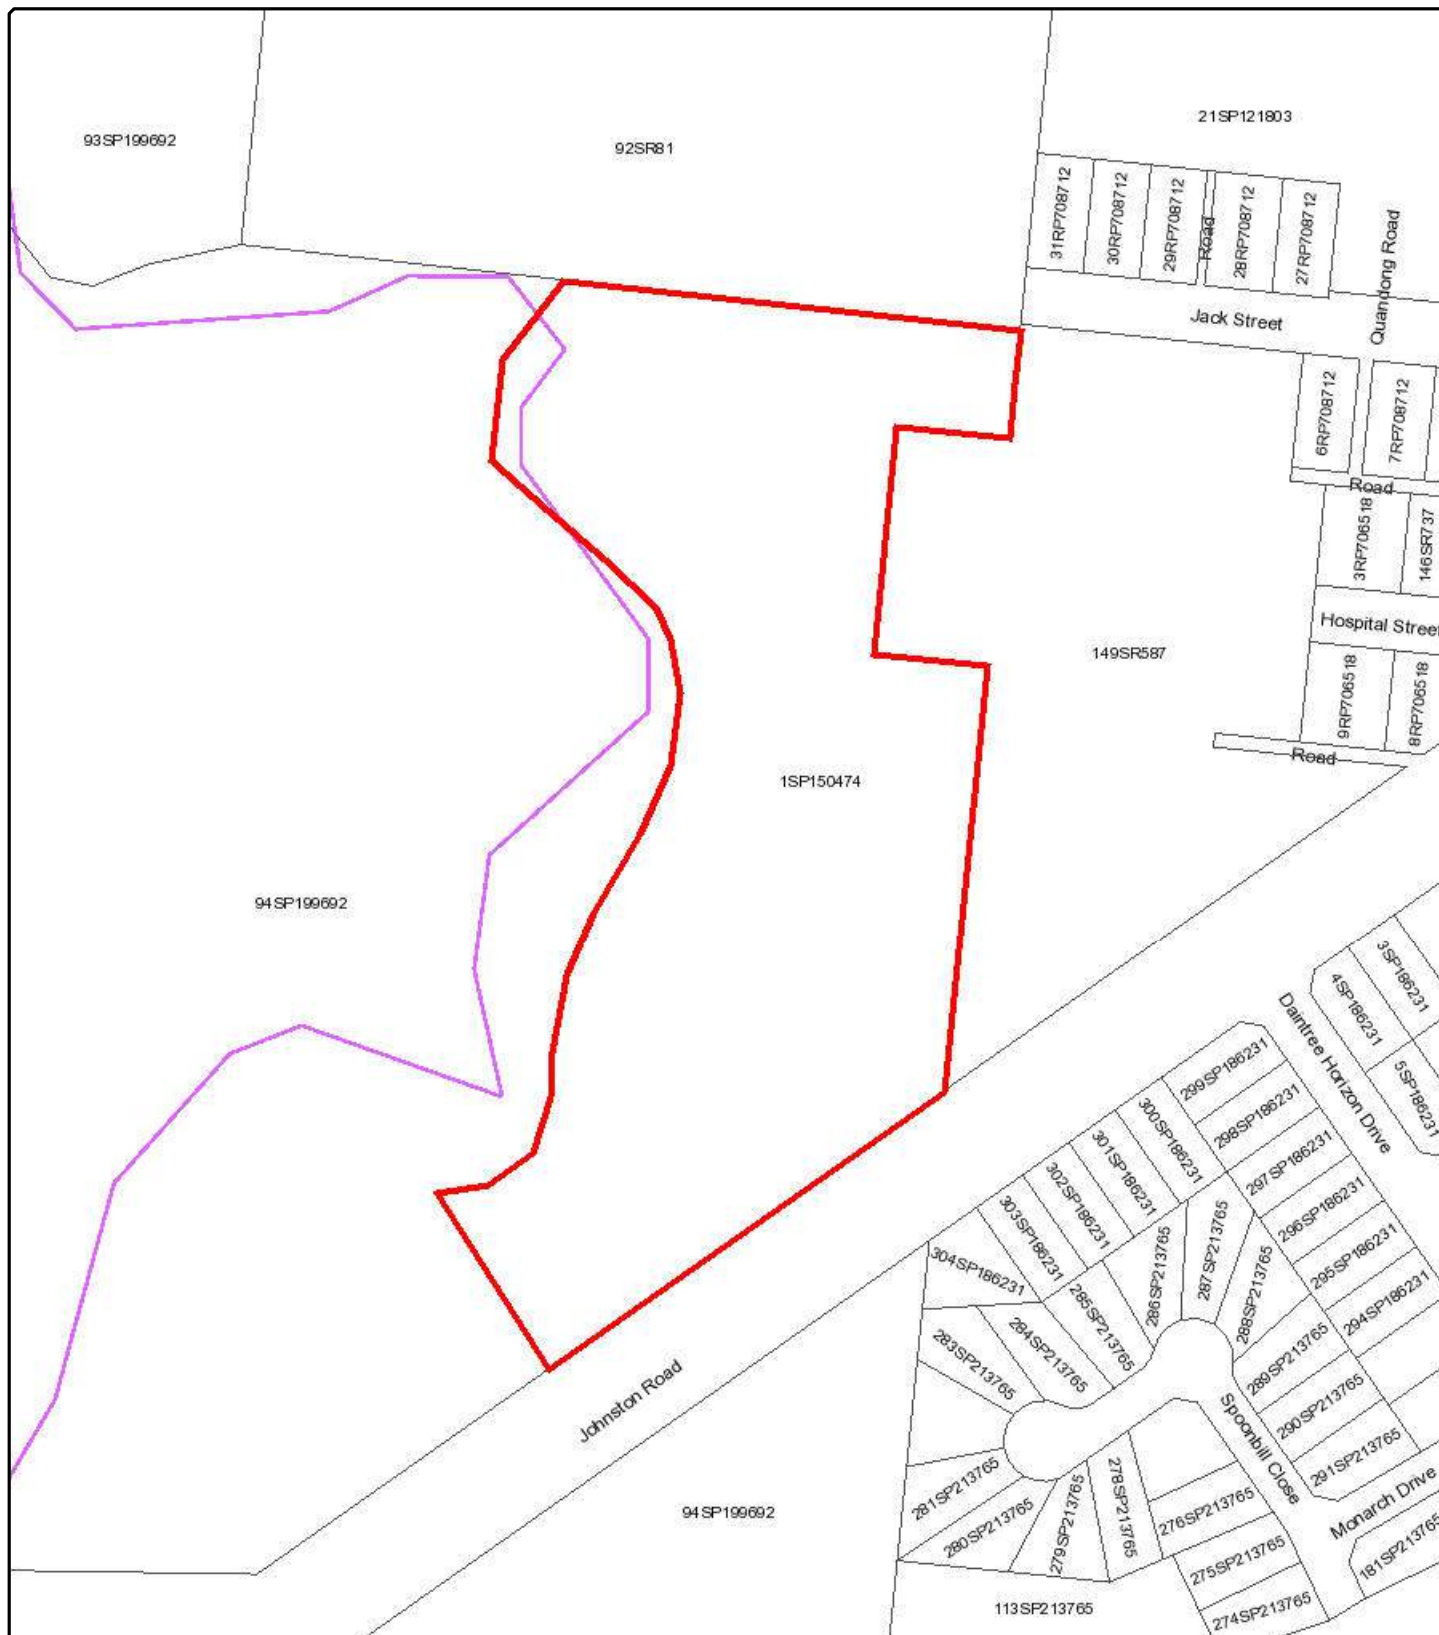 93SP199692
92SR81
21SP121803
31RP708712
30RP708712
29RP708712
Road
28RP708712
27RP708712
Quandong Road
Jack Street
6RP708712
7RP708712
Road
3RP706518
146SR737
Hospital Street
149SR587
9RP706518
8RP706518
Road
1SP150474
94SP199692
3SP186231
4SP186231
5SP186231
Daintree Horizon Drive
299SP186231
298SP186231
300SP186231
297SP186231
301SP186231
302SP186231
296SP186231
303SP186231
295SP186231
304SP186231
294SP186231
285SP213765
286SP213765
287SP213765
288SP213765
284SP213765
283SP213765
289SP213765
290SP213765
291SP213765
Spoonbill Close
Johnston Road
281SP213765
280SP213765
279SP213765
278SP213765
276SP213765
Monarch Drive
94SP199692
275SP213765
181SP213765
274SP213765
113SP213765